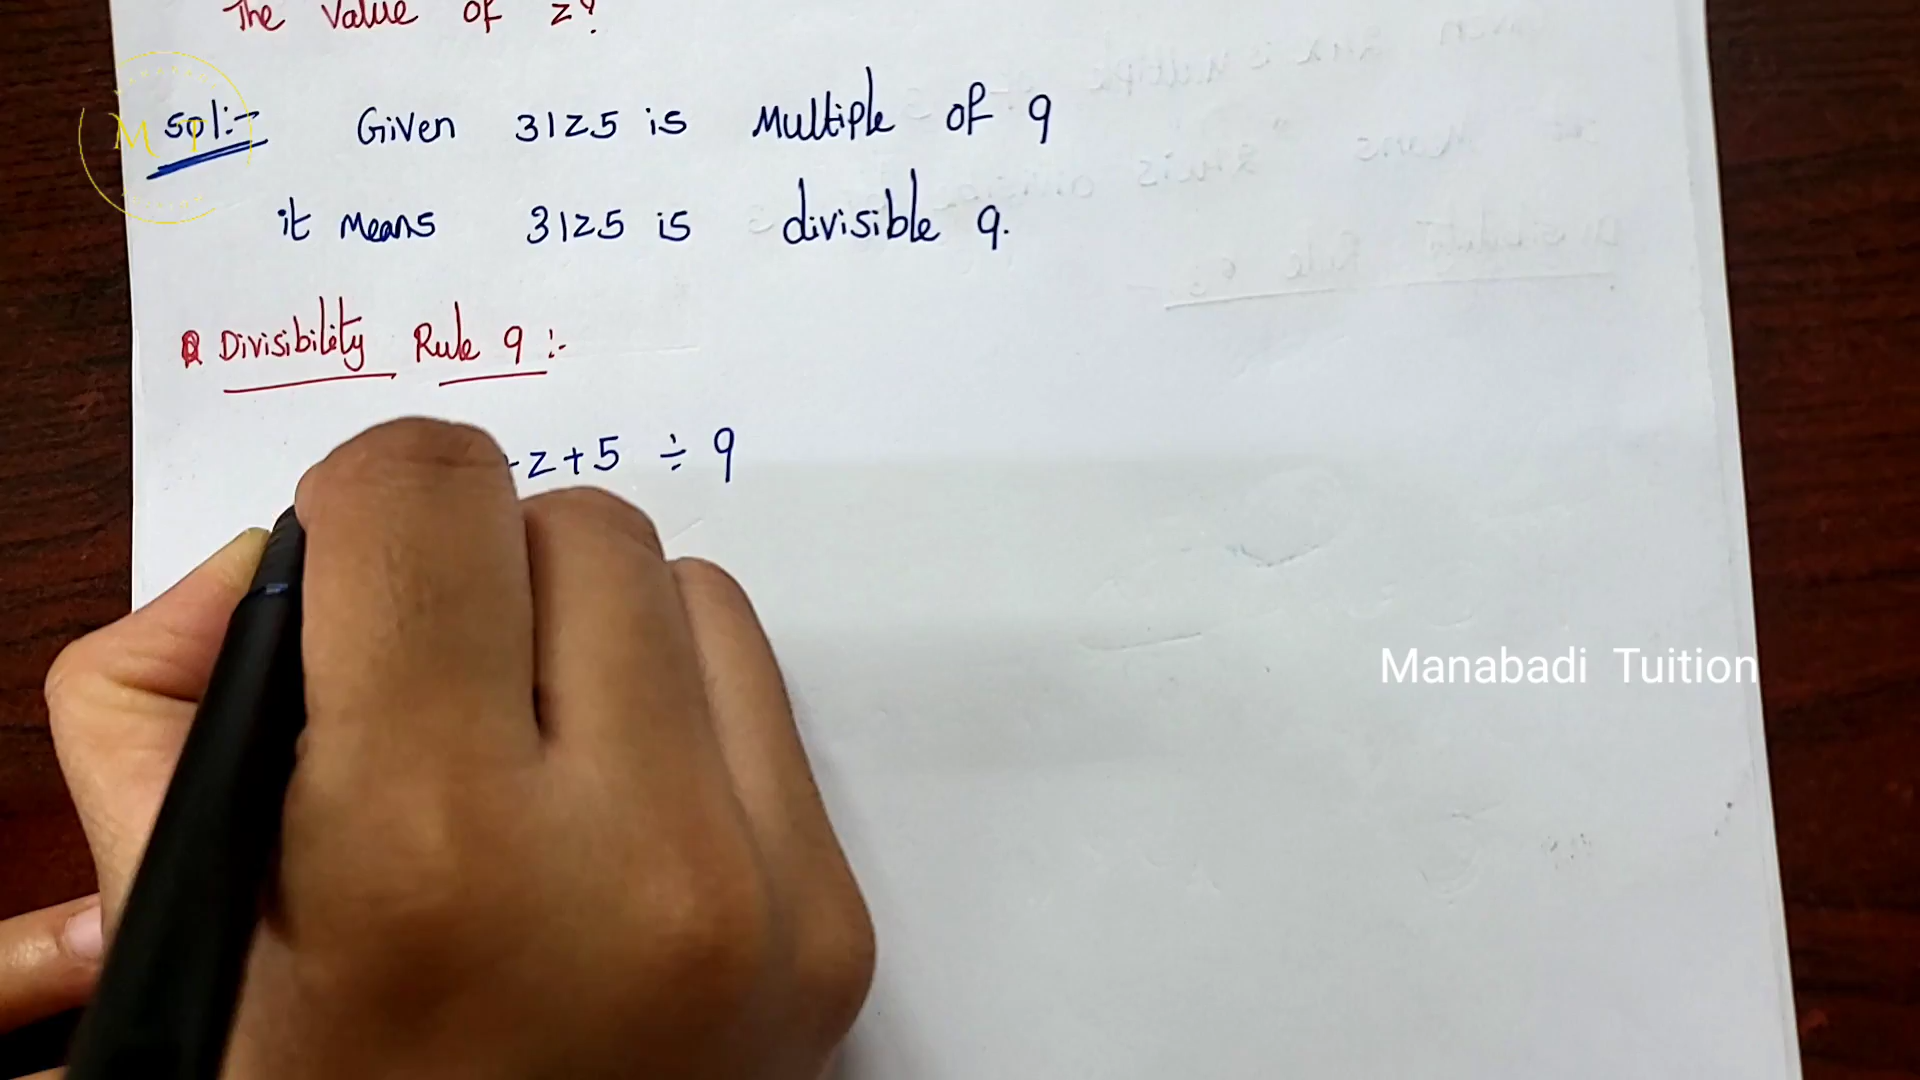 The Value of z?
Sol:- Given 31z5 is Multiple of 9
it means 31z5 is divisible 9.
Divisibility Rule 9:-
z+5 ÷ 9
M T
Manabadi Tuition